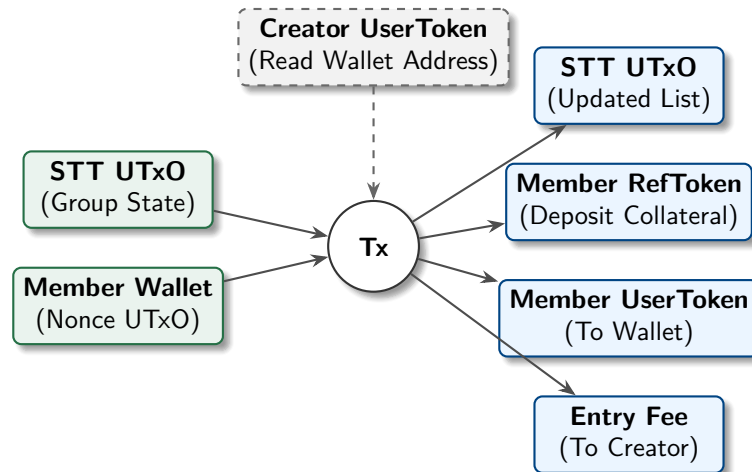 Creator UserToken
(Read Wallet Address)
STT UTxO
(Updated List)
STT UTxO
(Group State)
Member RefToken
(Deposit Collateral)
Tx
Member Wallet
(Nonce UTxO)
Member UserToken
(To Wallet)
Entry Fee
(To Creator)